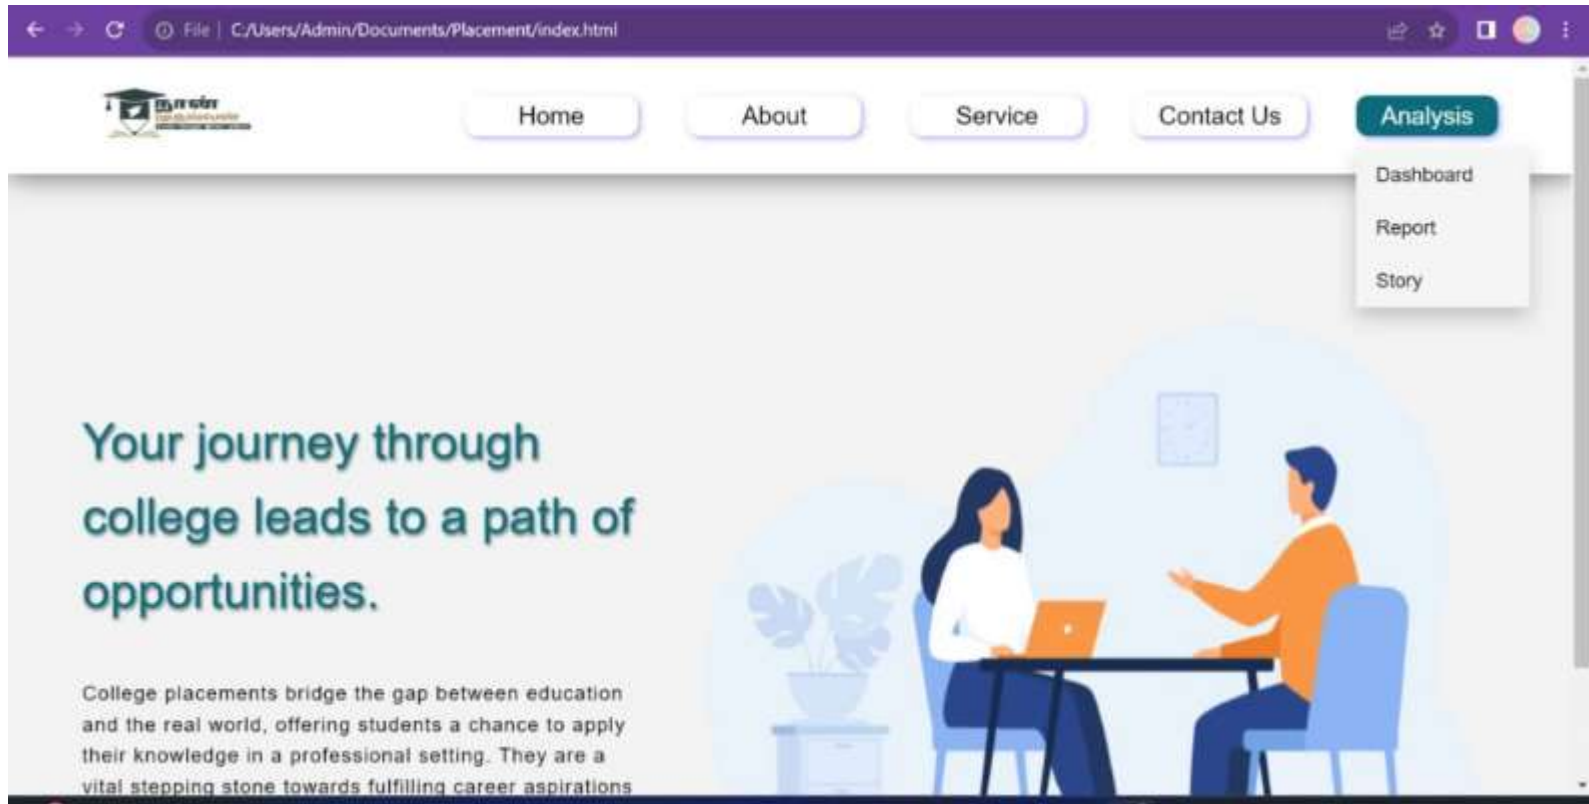 File | C:/Users/Admin/Documents/Placement/index.html
நான்
Home
About
Service
Contact Us
Analysis
Dashboard
Report
Story
Your journey through
college leads to a path of
opportunities.
College placements bridge the gap between education
and the real world, offering students a chance to apply
their knowledge in a professional setting. They are a
vital stepping stone towards fulfilling career aspirations